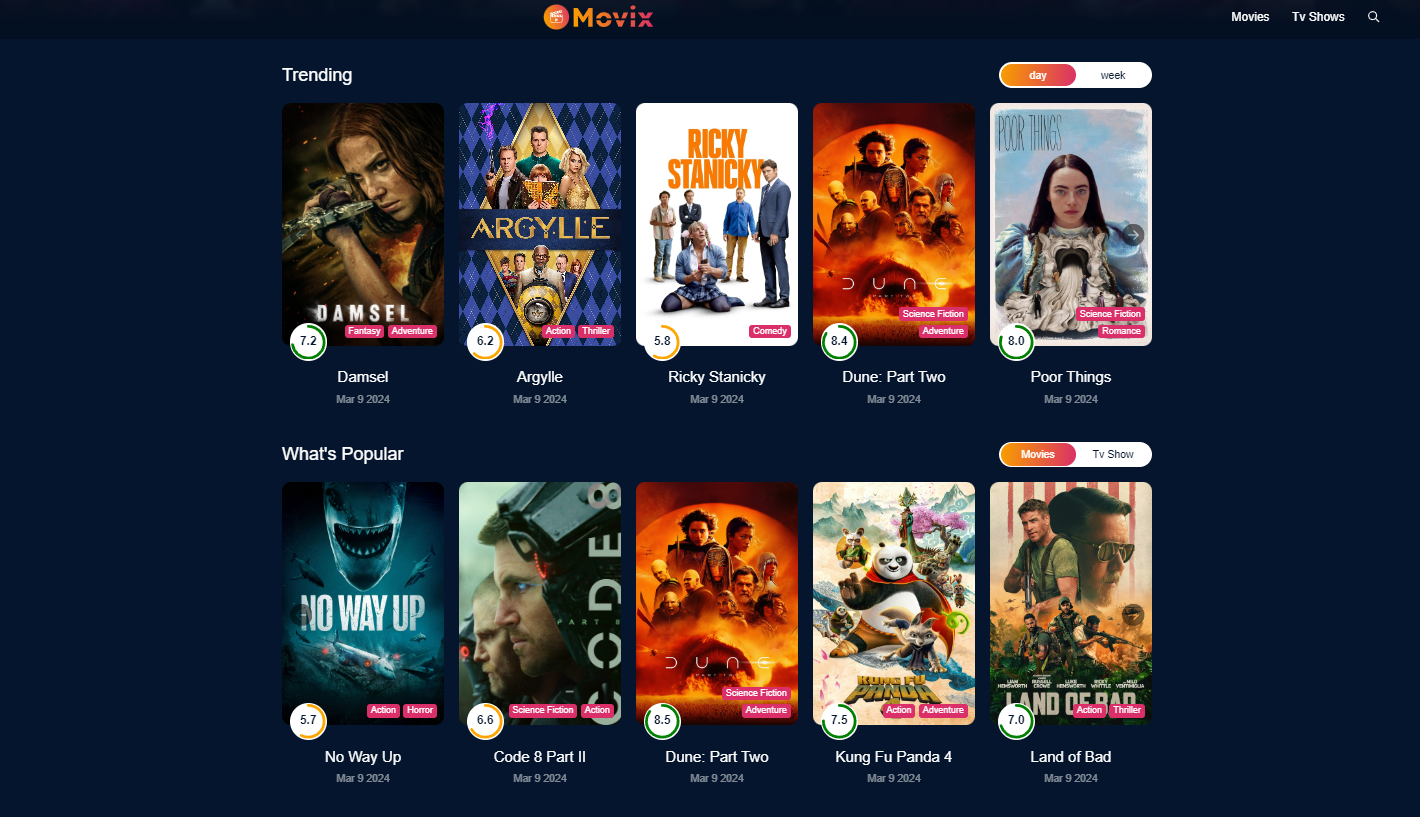 Movix
Movies Tv Shows
Trending
day week
DAMSEL
Fantasy Adventure
7.2
ARGYLLE
Action Thriller
6.2
RICKY
STANICKY
Comedy
5.8
DUNE
Science Fiction
Adventure
8.4
POOR THINGS
Science Fiction
Romance
8.0
Damsel
Mar 9 2024
Argylle
Mar 9 2024
Ricky Stanicky
Mar 9 2024
Dune: Part Two
Mar 9 2024
Poor Things
Mar 9 2024
What's Popular
Movies Tv Show
NO WAY UP
Action Horror
5.7
CODE 8
PART II
Science Fiction Action
6.6
DUNE
Science Fiction
Adventure
8.5
KUNG FU
PANDA
Action Adventure
7.5
LIAM HEMSWORTH RUSSELL CROWE LUKE HEMSWORTH RICKY WHITTLE MILO VENTIMIGLIA
LAND OF BAD
Action Thriller
7.0
No Way Up
Mar 9 2024
Code 8 Part II
Mar 9 2024
Dune: Part Two
Mar 9 2024
Kung Fu Panda 4
Mar 9 2024
Land of Bad
Mar 9 2024